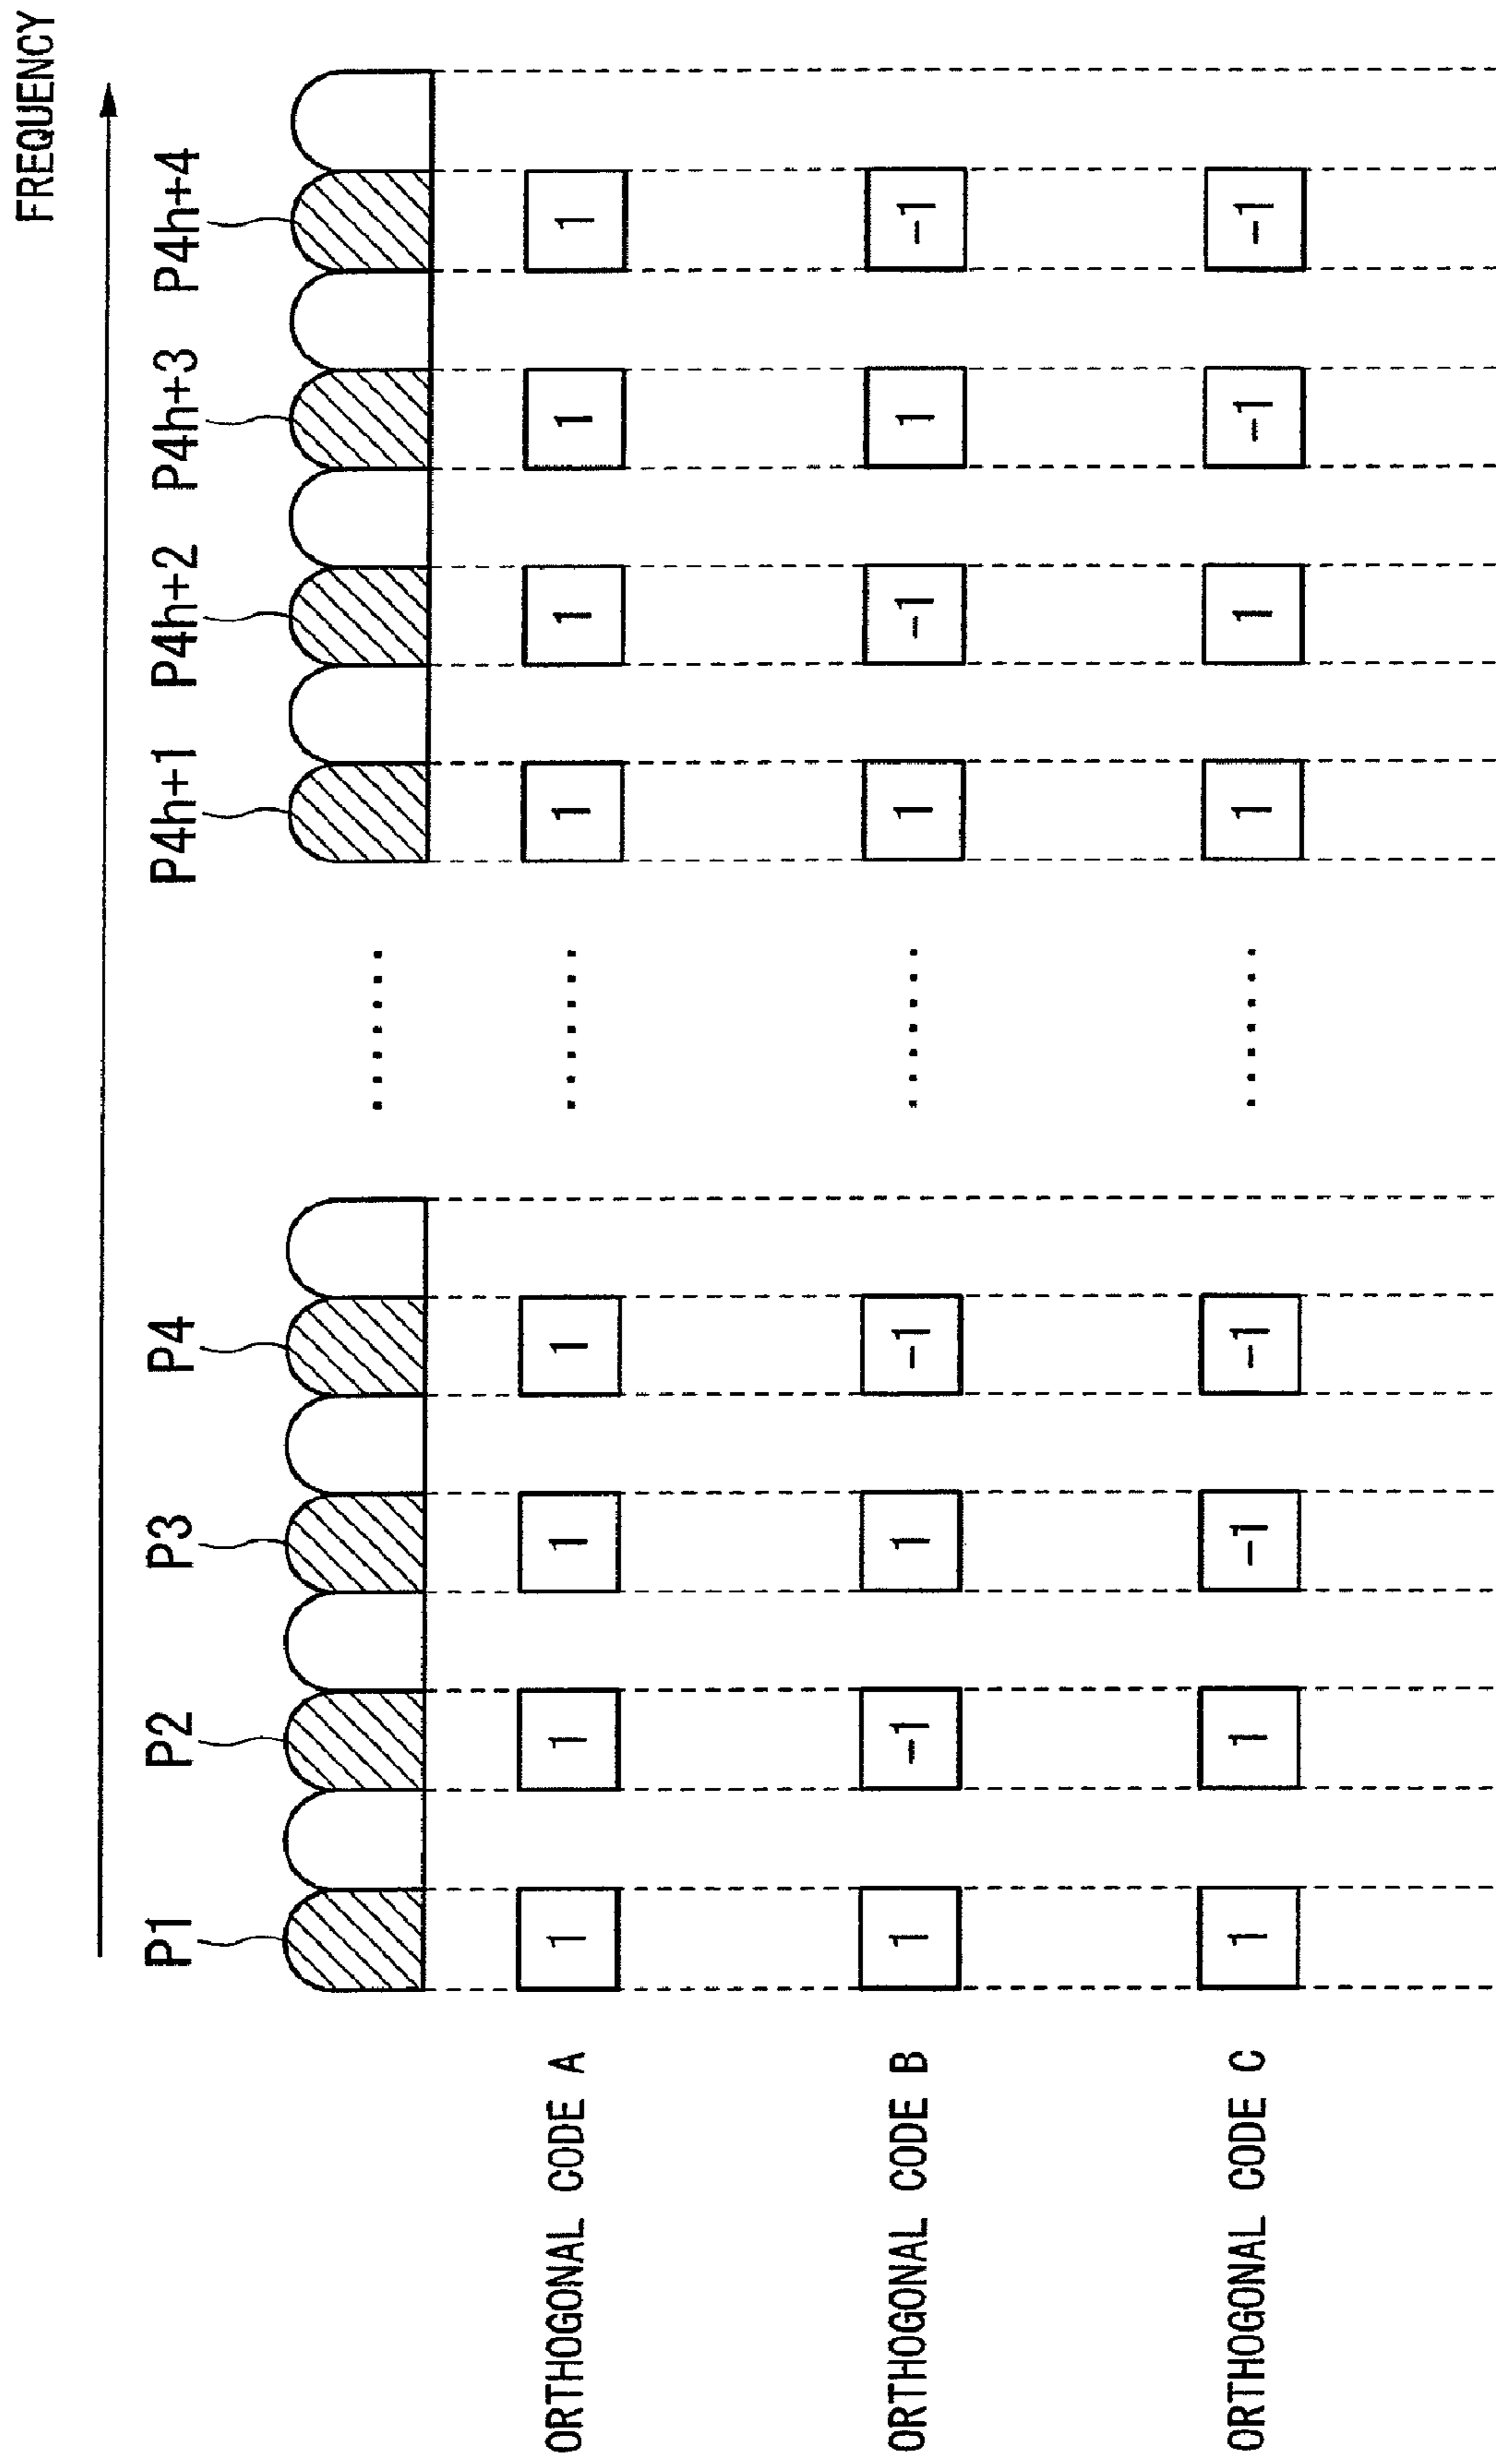 FREQUENCY
P1 P2 P3 P4 P4h+1 P4h+2 P4h+3 P4h+4
ORTHOGONAL CODE A 1 1 1 1 ...... 1 1 1 1
ORTHOGONAL CODE B 1 -1 1 -1 ...... 1 -1 1 -1
ORTHOGONAL CODE C 1 1 -1 -1 ...... 1 1 -1 -1